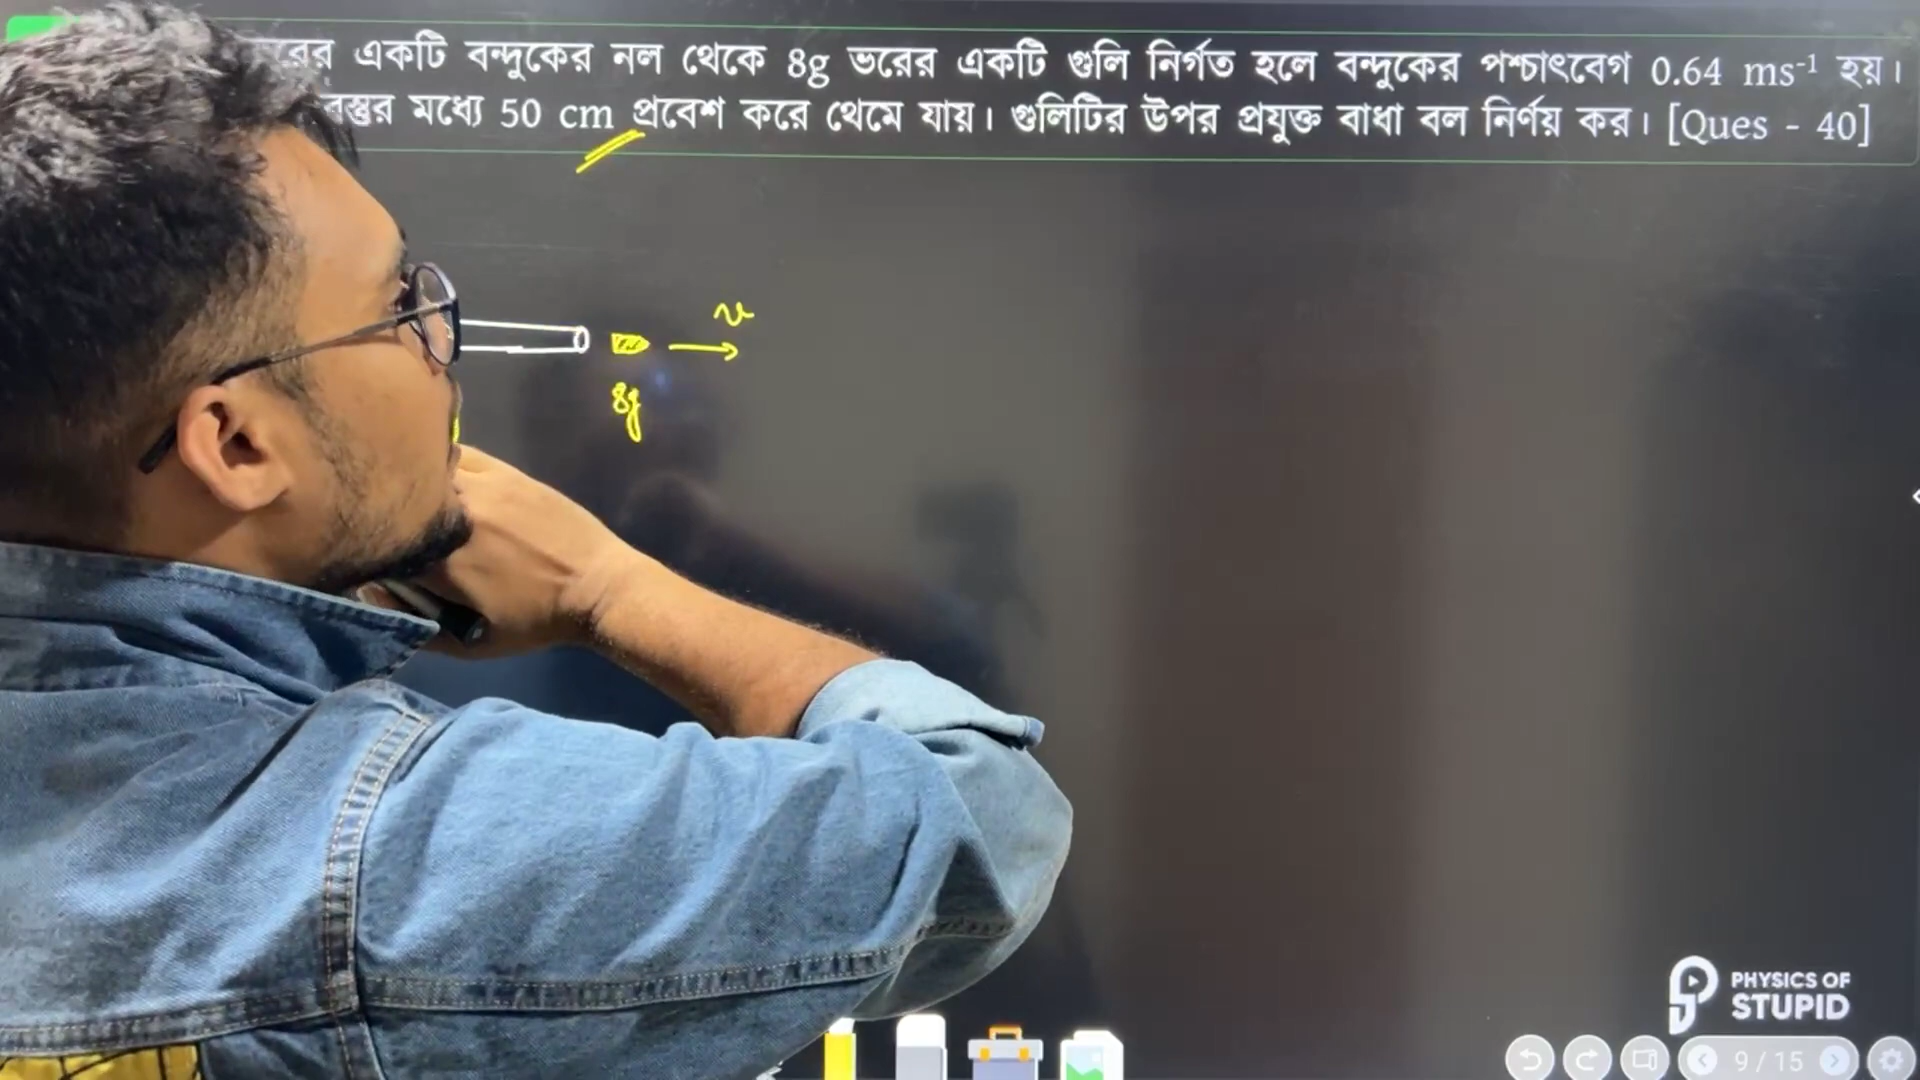 একটি বন্দুকের নল থেকে 8g ভরের একটি গুলি নির্গত হলে বন্দুকের পশ্চাৎবেগ 0.64 ms⁻¹ হয়।
মধ্যে 50 cm প্রবেশ করে থেমে যায়। গুলিটির উপর প্রযুক্ত বাধা বল নির্ণয় কর। [Ques - 40]
v
8g
PHYSICS OF
STUPID
9 / 15